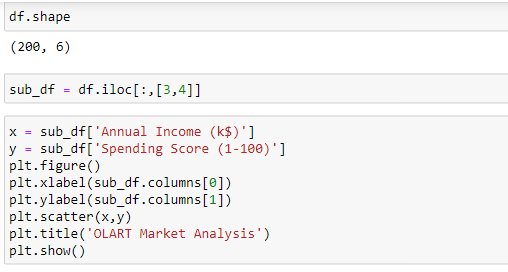 df.shape
(200, 6)
sub_df = df.iloc[:,[3,4]]
x = sub_df['Annual Income (k$)']
y = sub_df['Spending Score (1-100)']
plt.figure()
plt.xlabel(sub_df.columns[0])
plt.ylabel(sub_df.columns[1])
plt.scatter(x,y)
plt.title('OLART Market Analysis')
plt.show()